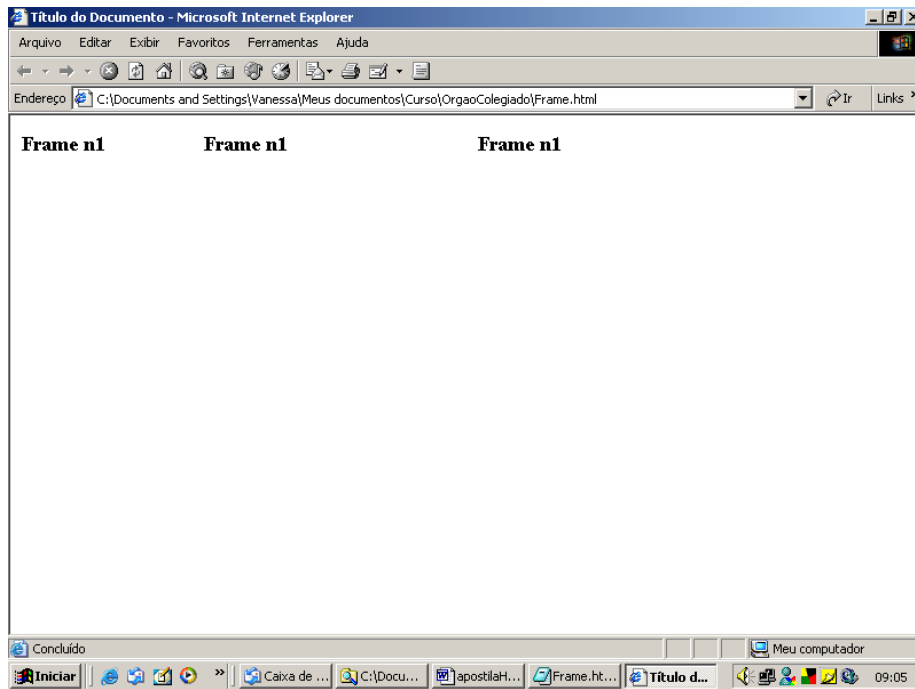 Título do Documento - Microsoft Internet Explorer
Arquivo Editar Exibir Favoritos Ferramentas Ajuda
Endereço C:\Documents and Settings\Vanessa\Meus documentos\Curso\OrgaoColegiado\Frame.html Ir Links »
Frame n1 Frame n1 Frame n1
Concluído Meu computador
Iniciar » Caixa de ... C:\Docu... apostilaH... Frame.ht... Título d... 09:05